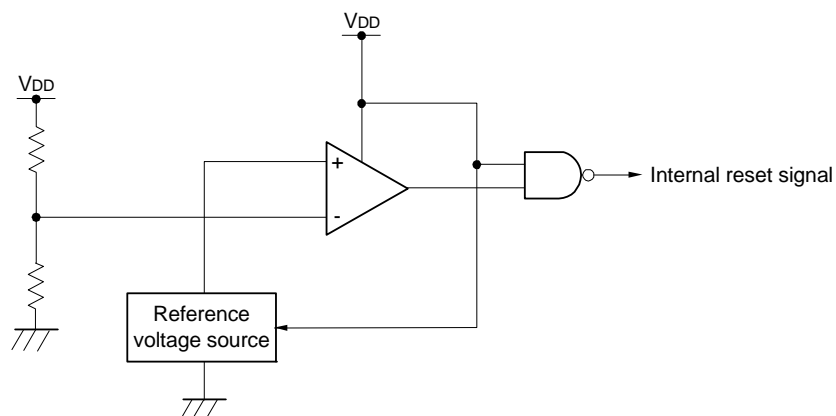 VDD
VDD
+
-
Internal reset signal
Reference
voltage source